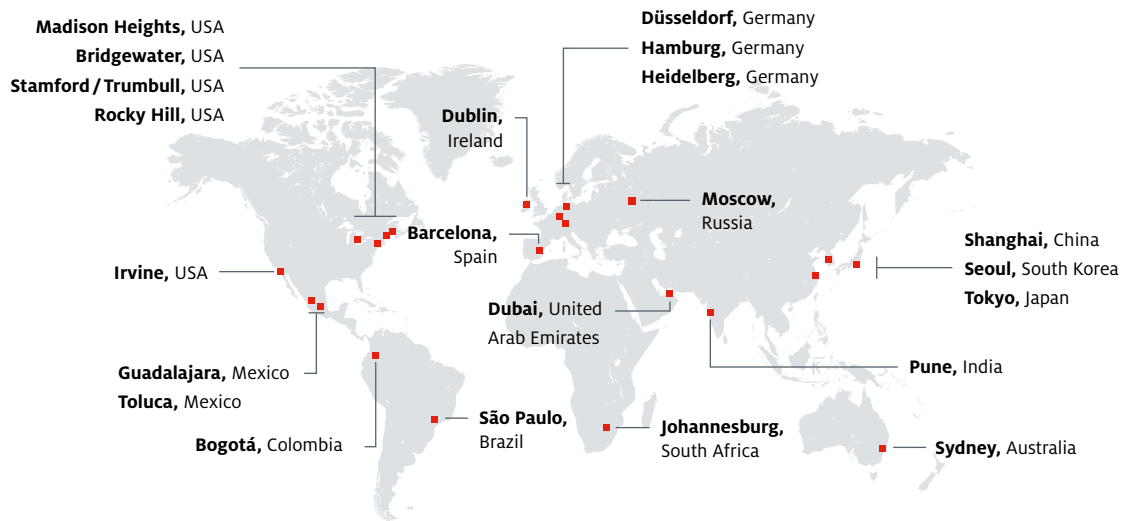 Madison Heights, USA
Bridgewater, USA
Stamford / Trumbull, USA
Rocky Hill, USA
Düsseldorf, Germany
Hamburg, Germany
Heidelberg, Germany
Dublin,
Ireland
Moscow,
Russia
Barcelona,
Spain
Shanghai, China
Seoul, South Korea
Tokyo, Japan
Irvine, USA
Dubai, United
Arab Emirates
Guadalajara, Mexico
Toluca, Mexico
Pune, India
Bogotá, Colombia
São Paulo,
Brazil
Johannesburg,
South Africa
Sydney, Australia